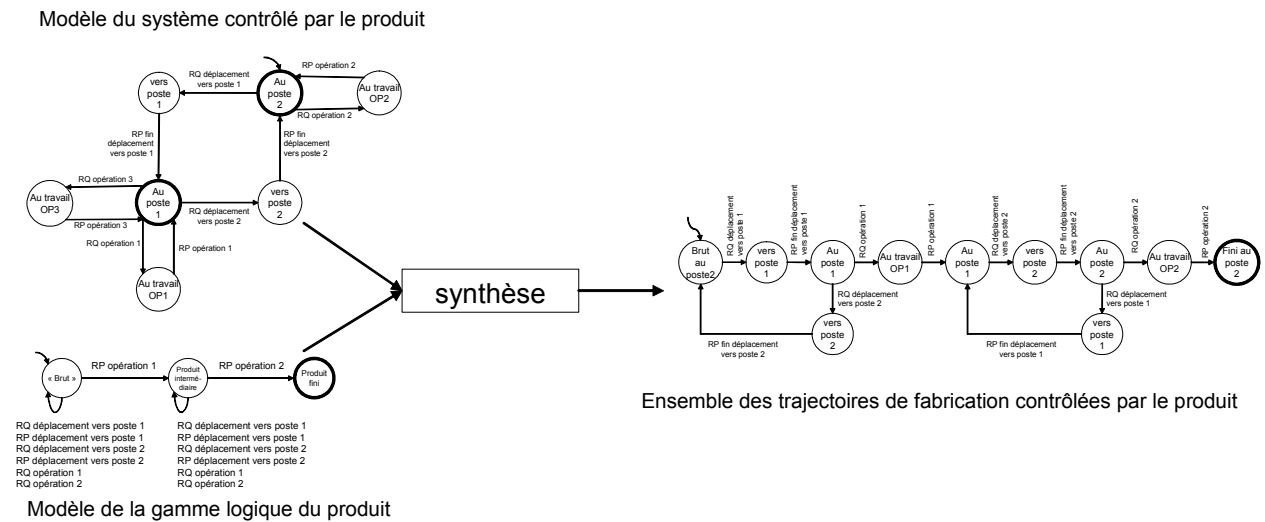 Modèle du système contrôlé par le produit
vers
poste
1
RQ déplacement
vers poste 1
Au
poste
2
RP opération 2
Au travail
OP2
RQ opération 2
RP fin
déplacement
vers poste 1
RP fin
déplacement
vers poste 2
RQ opération 3
Au travail
OP3
RP opération 3
Au
poste
1
RQ déplacement
vers poste 2
vers
poste
2
RQ opération 1
RP opération 1
Au travail
OP1
synthèse
« Brut »
RP opération 1
Produit
intermé-
diaire
RP opération 2
Produit
fini
RQ déplacement vers poste 1
RP déplacement vers poste 1
RQ déplacement vers poste 2
RP déplacement vers poste 2
RQ opération 1
RQ opération 2
RQ déplacement vers poste 1
RP déplacement vers poste 1
RQ déplacement vers poste 2
RP déplacement vers poste 2
RQ opération 1
RQ opération 2
Modèle de la gamme logique du produit
Brut
au
poste2
RQ déplacement
vers poste 1
vers
poste
1
RP fin déplacement
vers poste 1
Au
poste
1
RQ opération 1
Au travail
OP1
RP opération 1
Au
poste
1
RQ déplacement
vers poste 2
vers
poste
2
RP fin déplacement
vers poste 2
Au
poste
2
RQ opération 2
Au travail
OP2
RP opération 2
Fini au
poste
2
RQ déplacement
vers poste 2
vers
poste
2
RP fin déplacement
vers poste 2
RQ déplacement
vers poste 1
vers
poste
1
RP fin déplacement
vers poste 1
Ensemble des trajectoires de fabrication contrôlées par le produit